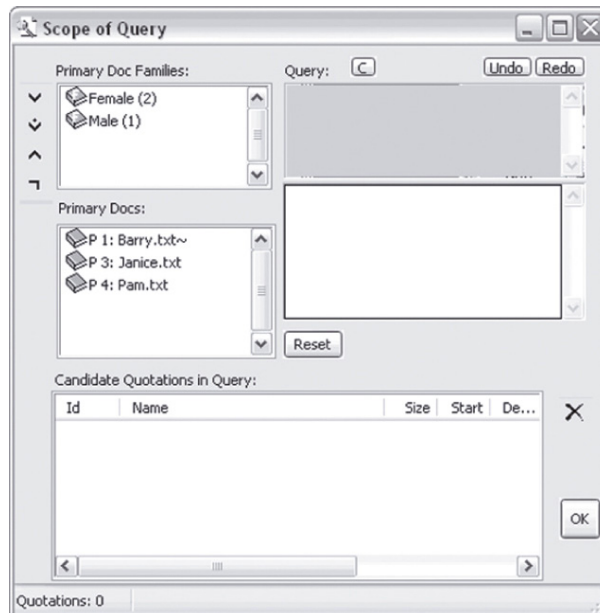 Scope of Query
Primary Doc Families:
Query: C Undo Redo
Female (2)
Male (1)
Primary Docs:
P 1: Barry.txt~
P 3: Janice.txt
P 4: Pam.txt
Reset
Candidate Quotations in Query:
Id Name Size Start De...
OK
Quotations: 0